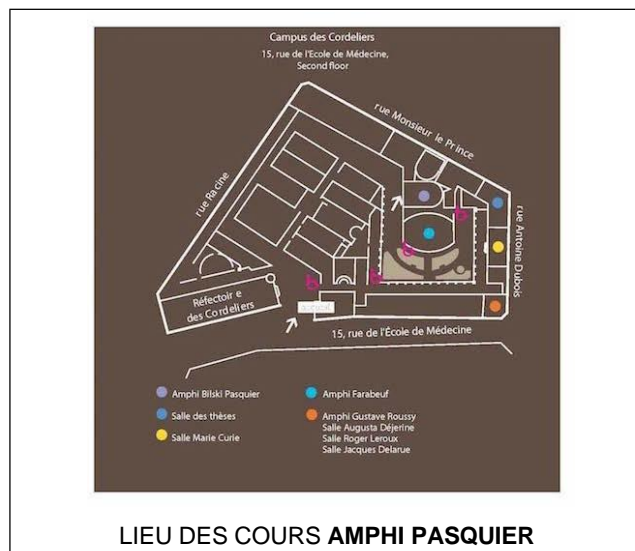 Campus des Cordeliers
15, rue de l'Ecole de Médecine,
Second floor
rue Monsieur le Prince
rue Racine
rue Antoine Dubois
Réfectoire
des Cordeliers
15, rue de l'École de Médecine
Amphi Bilski Pasquier
Salle des thèses
Salle Marie Curie
Amphi Farabeuf
Amphi Gustave Roussy
Salle Augusta Déjerine
Salle Roger Leroux
Salle Jacques Delarue
LIEU DES COURS AMPHI PASQUIER